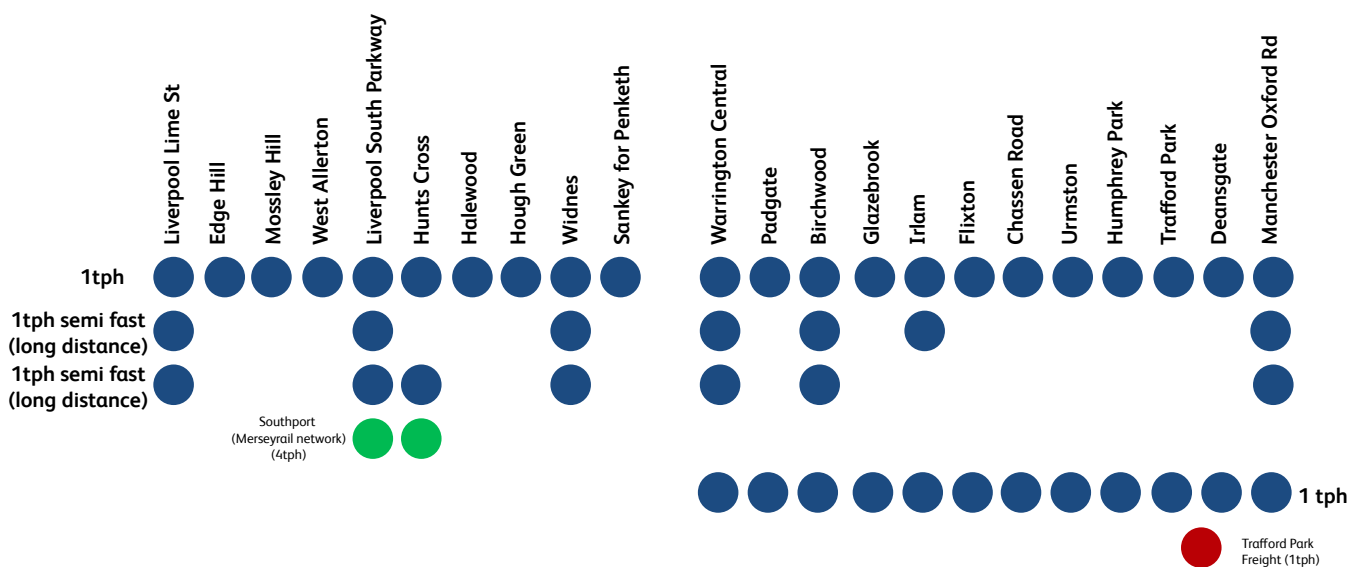 Liverpool Lime St
Edge Hill
Mossley Hill
West Allerton
Liverpool South Parkway
Hunts Cross
Halewood
Hough Green
Widnes
Sankey for Penketh
Warrington Central
Padgate
Birchwood
Glazebrook
Irlam
Flixton
Chassen Road
Urmston
Humphrey Park
Trafford Park
Deansgate
Manchester Oxford Rd
1tph
1tph semi fast
(long distance)
1tph semi fast
(long distance)
Southport
(Merseyrail network)
(4tph)
1 tph
Trafford Park
Freight (1tph)